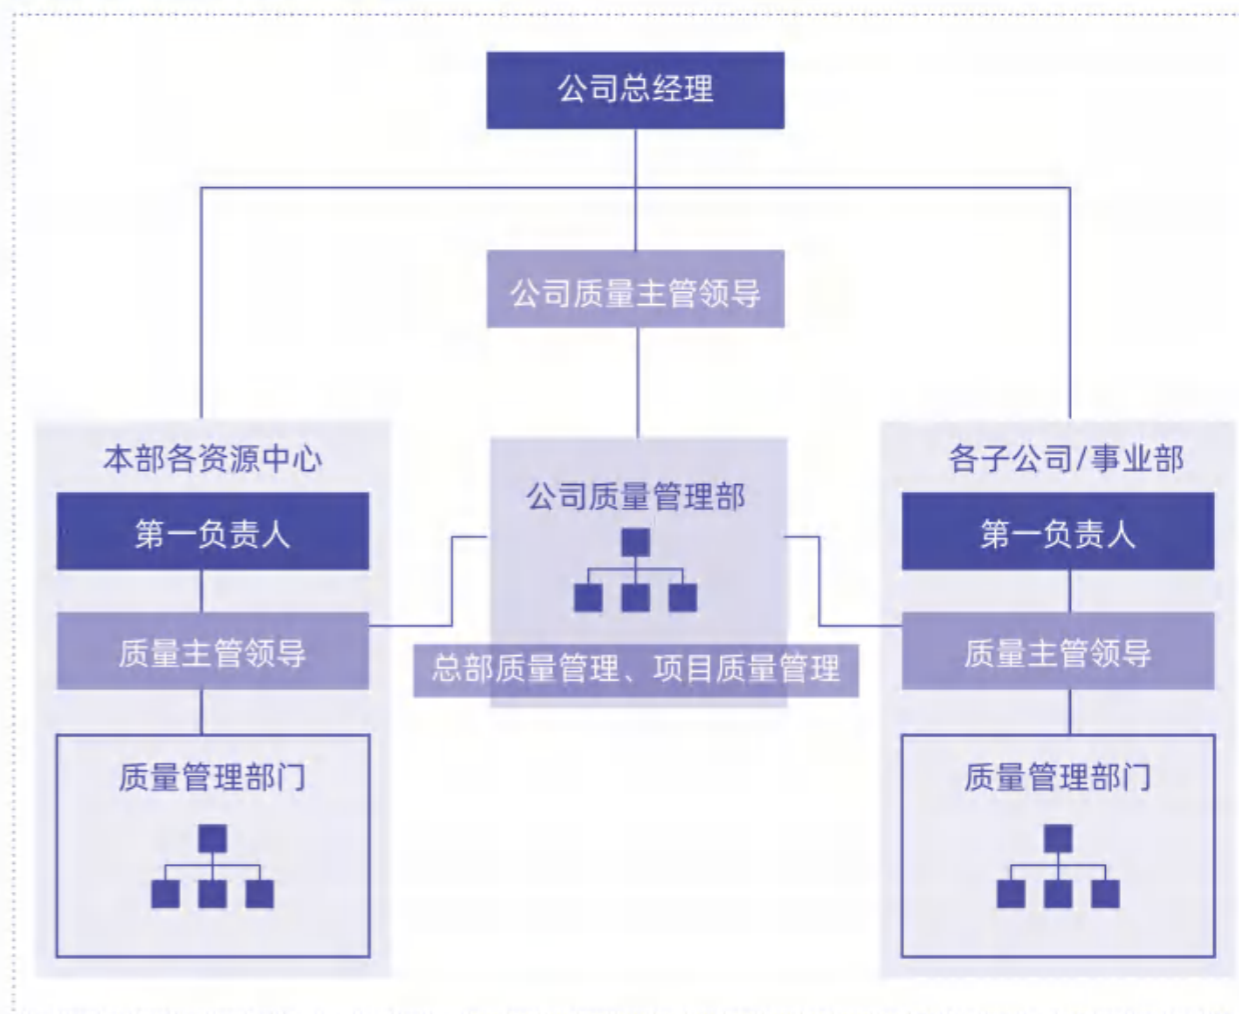 公司总经理
公司质量主管领导
本部各资源中心
第一负责人
质量主管领导
质量管理部门
公司质量管理部
总部质量管理、项目质量管理
各子公司/事业部
第一负责人
质量主管领导
质量管理部门